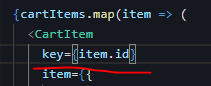 {cartItems.map(item => (
<CartItem
key={item.id}
item={{